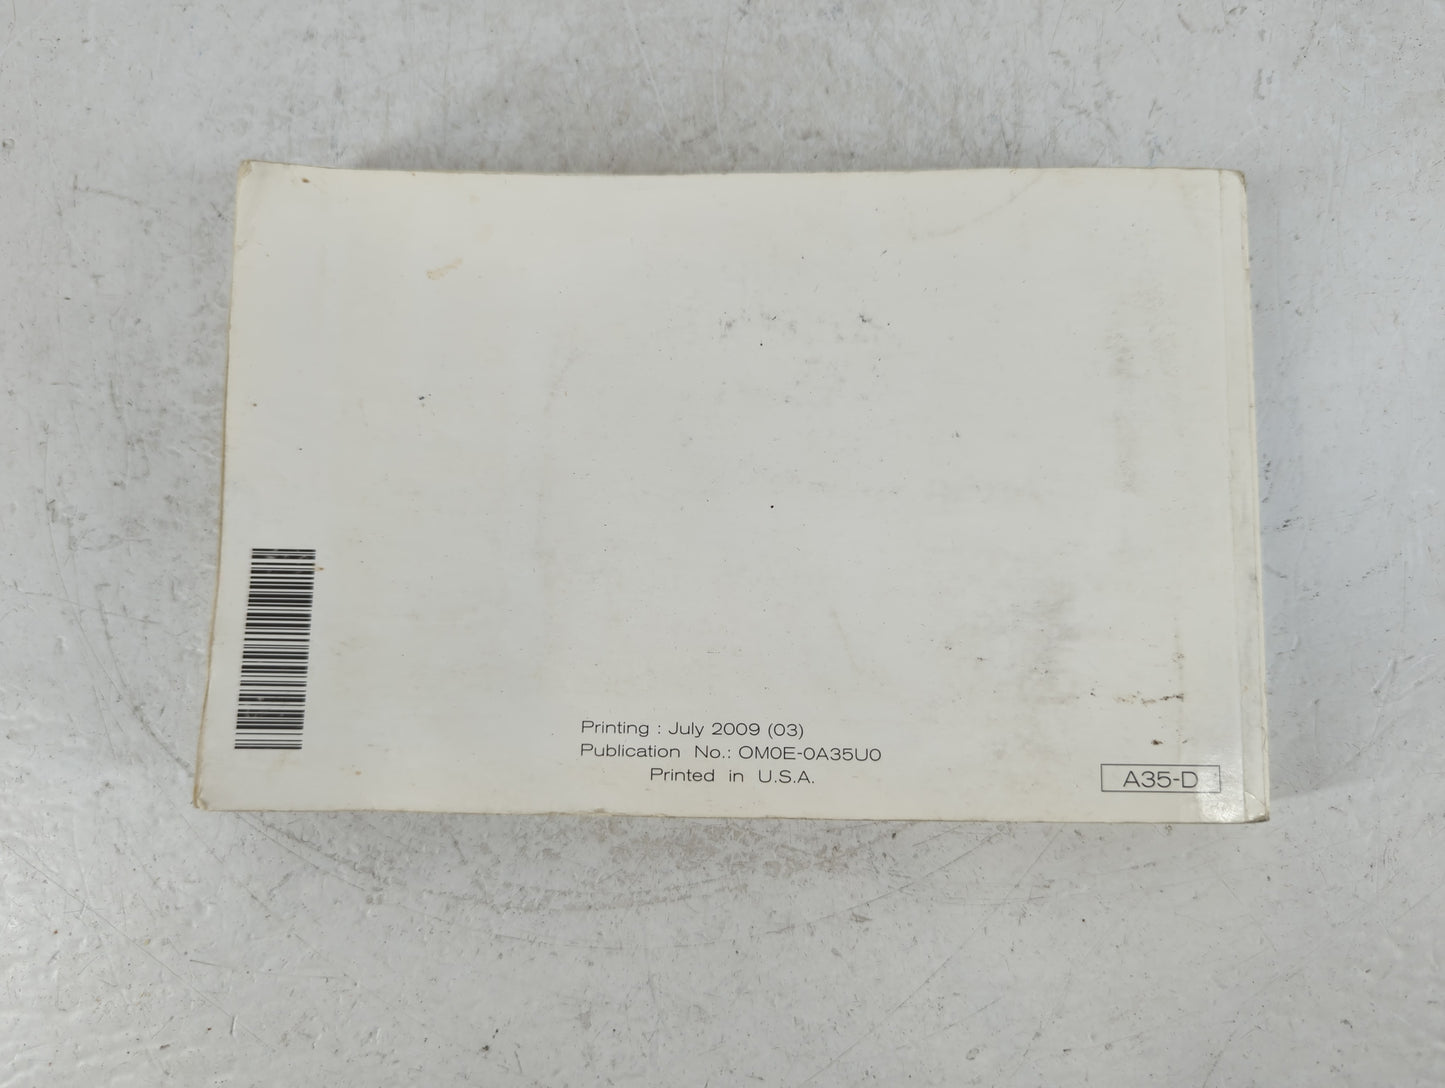 Printing : July 2009 (03)
Publication No.: OM0E-0A35U0
Printed in U.S.A.
A35-D